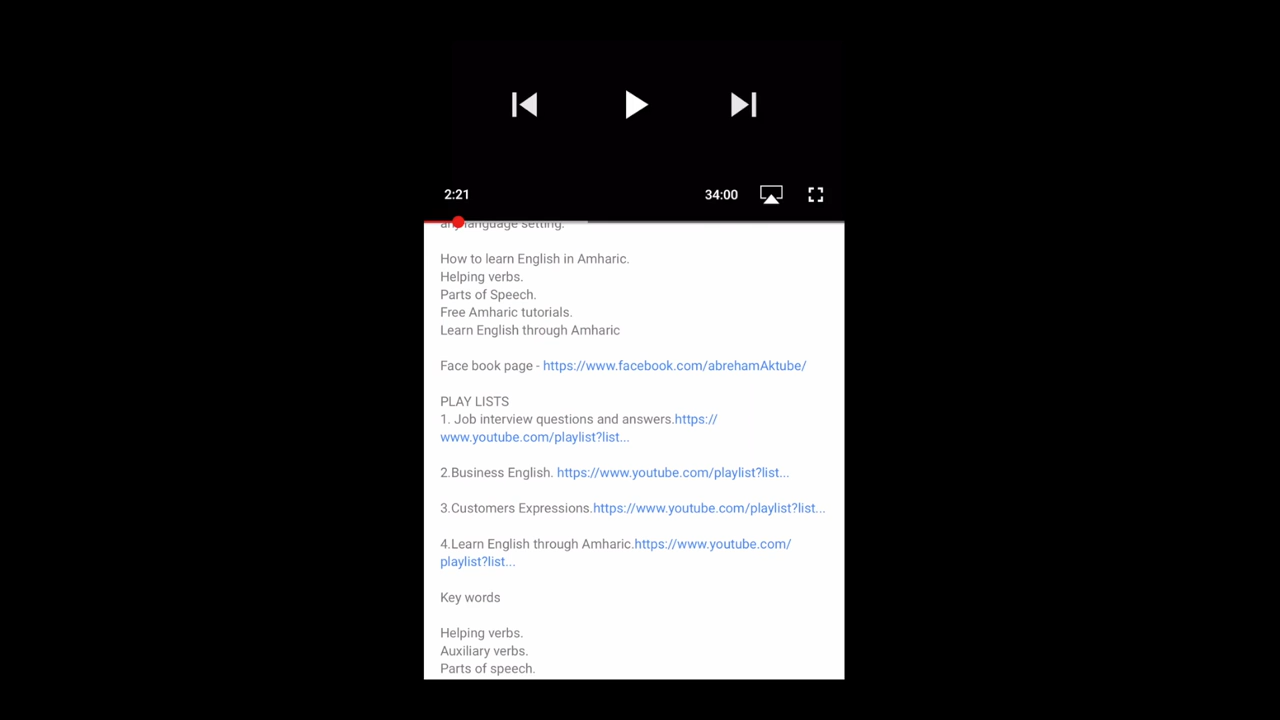 2:21
34:00
any language setting.
How to learn English in Amharic.
Helping verbs.
Parts of Speech.
Free Amharic tutorials.
Learn English through Amharic
Face book page - https://www.facebook.com/abrehamAktube/
PLAY LISTS
1. Job interview questions and answers.https://
www.youtube.com/playlist?list...
2.Business English. https://www.youtube.com/playlist?list...
3.Customers Expressions.https://www.youtube.com/playlist?list...
4.Learn English through Amharic.https://www.youtube.com/
playlist?list...
Key words
Helping verbs.
Auxiliary verbs.
Parts of speech.